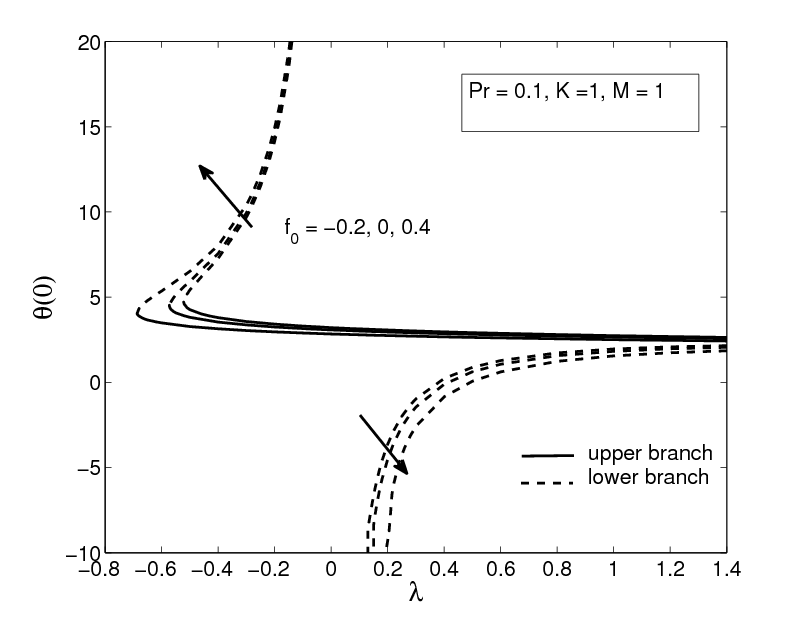 20
15
10
5
0
−5
−10
θ(0)
Pr = 0.1, K =1, M = 1
f0 = −0.2, 0, 0.4
upper branch
lower branch
−0.8 −0.6 −0.4 −0.2 0 0.2 0.4 0.6 0.8 1 1.2 1.4
λ